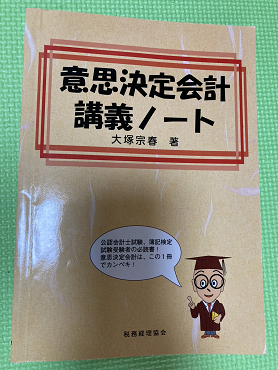 意思決定会計
講義ノート
大塚宗春 著
公認会計士試験、簿記検定
試験受験者の必読書！
意思決定会計は、この１冊
でカンペキ！
税務経理協会